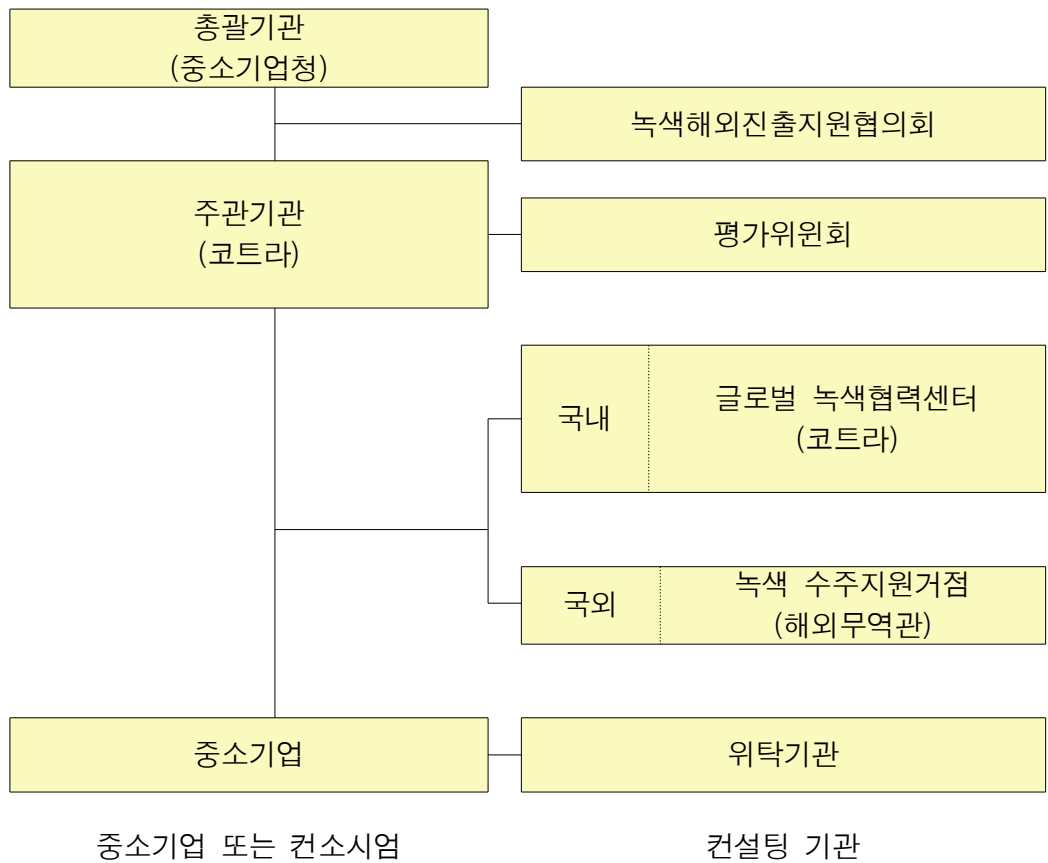 총괄기관
(중소기업청)
녹색해외진출지원협의회
주관기관
(코트라)
평가위윈회
국내
글로벌 녹색협력센터
(코트라)
국외
녹색 수주지원거점
(해외무역관)
중소기업
위탁기관
중소기업 또는 컨소시엄
컨설팅 기관